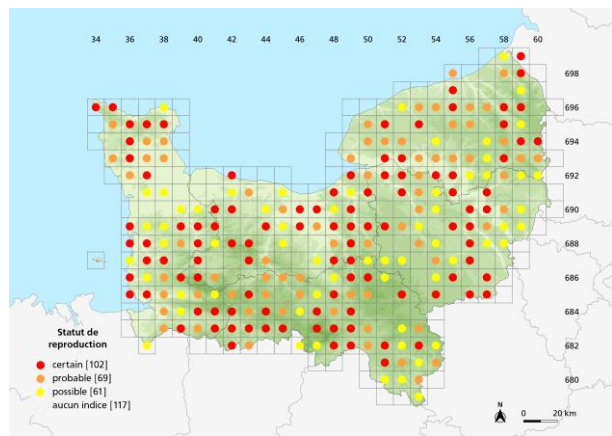 34 36 38 40 42 44 46 48 50 52 54 56 58 60
698
696
694
692
690
688
686
684
682
680
Statut de
reproduction
certain [102]
probable [69]
possible [61]
aucun indice [117]
N
0 20 km